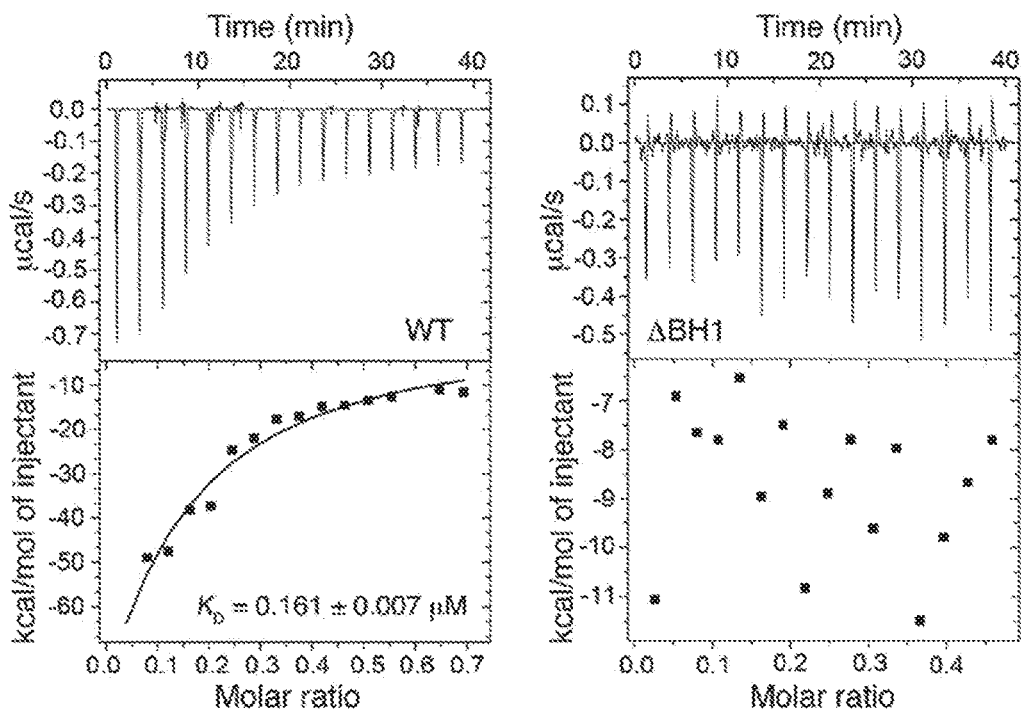 Time (min)
0 10 20 30 40
0.0
-0.1
-0.2
-0.3
-0.4
-0.5
-0.6
-0.7
μcal/s
WT
-10
-20
-30
-40
-50
-60
kcal/mol of injectant
K_D = 0.161 ± 0.007 μM
0.0 0.1 0.2 0.3 0.4 0.5 0.6 0.7
Molar ratio
Time (min)
0 10 20 30 40
0.1
0.0
-0.1
-0.2
-0.3
-0.4
-0.5
μcal/s
ΔBH1
-7
-8
-9
-10
-11
kcal/mol of injectant
0.0 0.1 0.2 0.3 0.4
Molar ratio